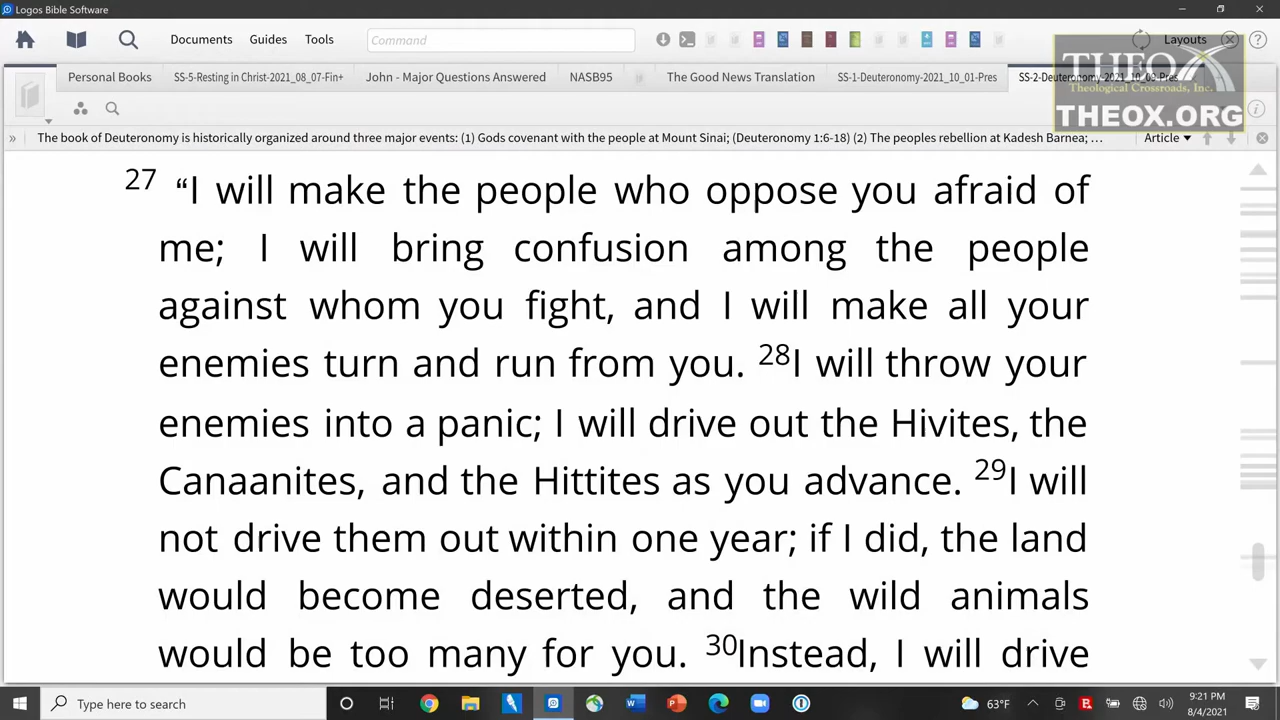 Logos Bible Software
Documents Guides Tools Command Layouts
Personal Books SS-5-Resting in Christ-2021_08_07-Fin+ John - Major Questions Answered NASB95 The Good News Translation SS-1-Deuteronomy-2021_10_01-Pres
THEOX
Theological Crossroads, Inc.
THEOX.ORG
» The book of Deuteronomy is historically organized around three major events: (1) Gods covenant with the people at Mount Sinai; (Deuteronomy 1:6-18) (2) The peoples rebellion at Kadesh Barnea; ... Article
27 “I will make the people who oppose you afraid of
me; I will bring confusion among the people
against whom you fight, and I will make all your
enemies turn and run from you. 28I will throw your
enemies into a panic; I will drive out the Hivites, the
Canaanites, and the Hittites as you advance. 29I will
not drive them out within one year; if I did, the land
would become deserted, and the wild animals
would be too many for you. 30Instead, I will drive
Type here to search 63°F 9:21 PM
8/4/2021